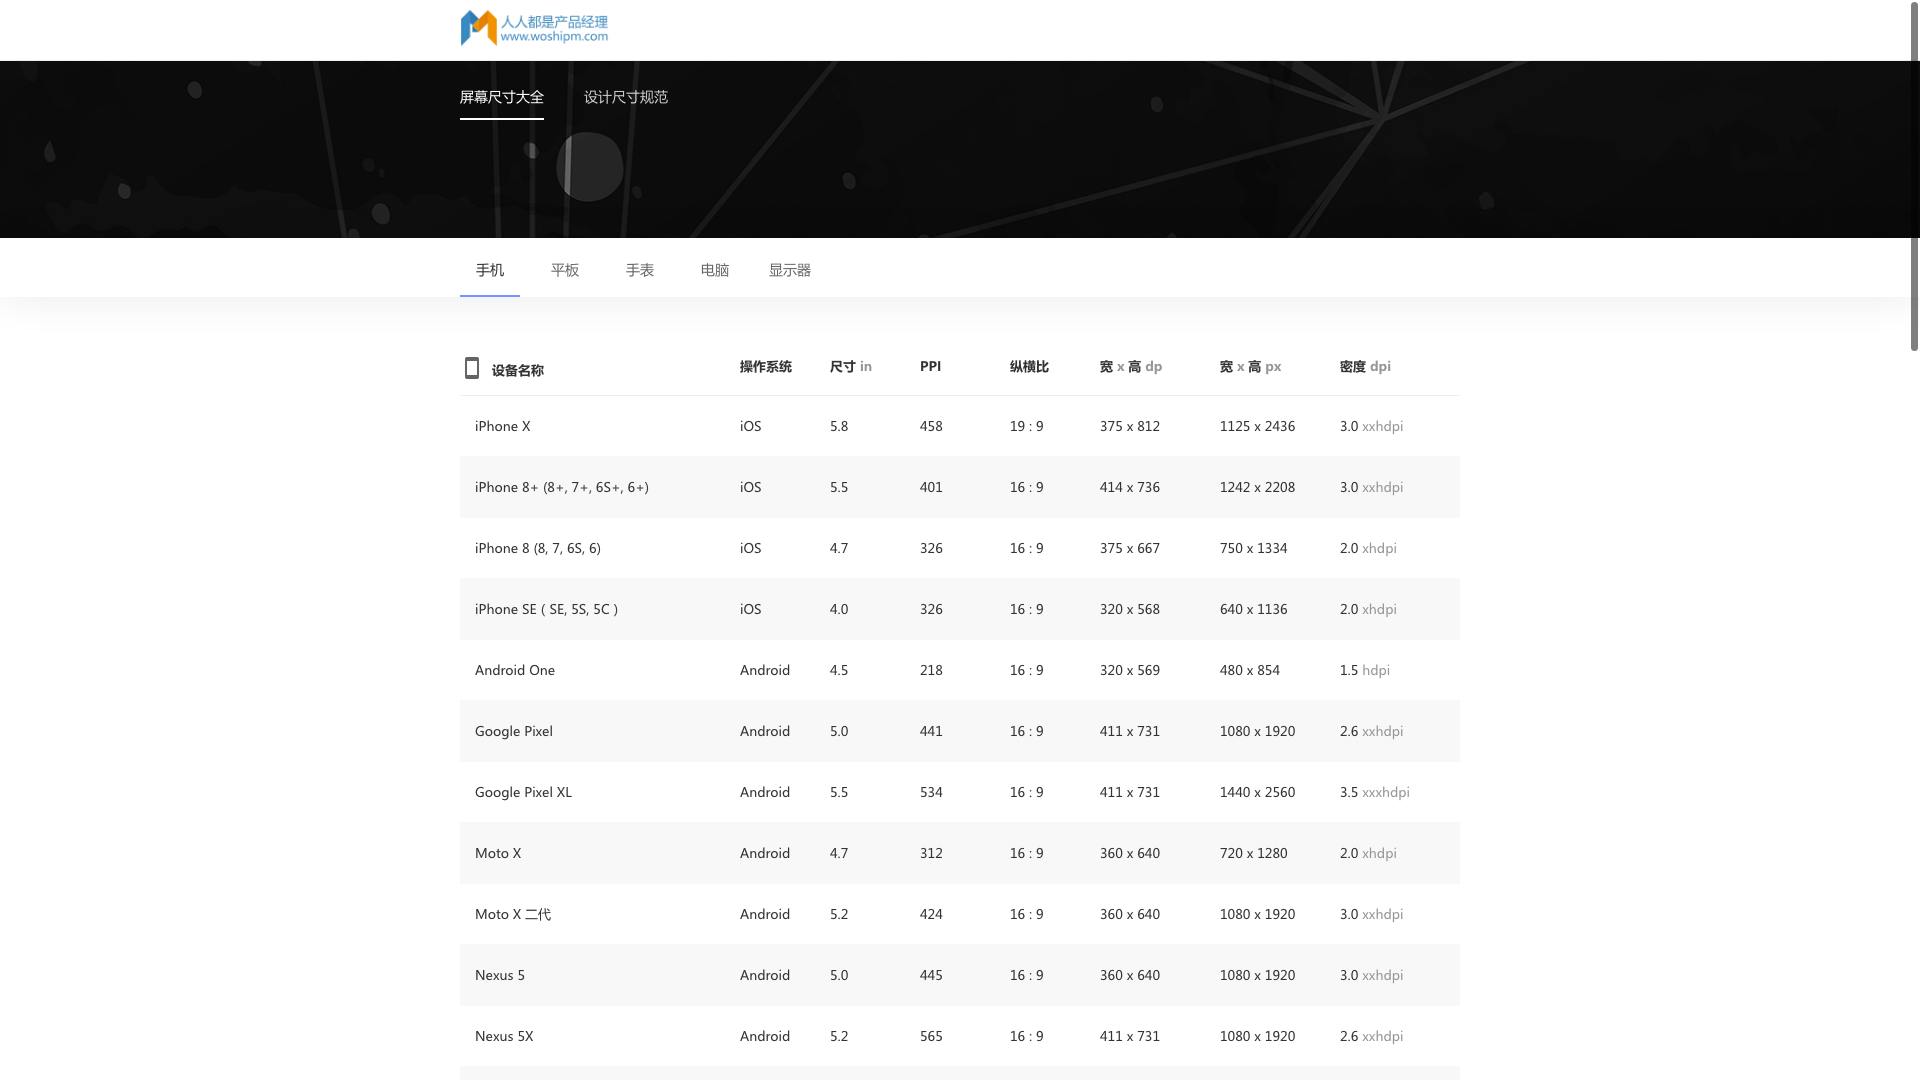 人人都是产品经理
www.woshipm.com
屏幕尺寸大全 设计尺寸规范
手机 平板 手表 电脑 显示器
设备名称 操作系统 尺寸 in PPI 纵横比 宽 x 高 dp 宽 x 高 px 密度 dpi
iPhone X iOS 5.8 458 19 : 9 375 x 812 1125 x 2436 3.0 xxhdpi
iPhone 8+ (8+, 7+, 6S+, 6+) iOS 5.5 401 16 : 9 414 x 736 1242 x 2208 3.0 xxhdpi
iPhone 8 (8, 7, 6S, 6) iOS 4.7 326 16 : 9 375 x 667 750 x 1334 2.0 xhdpi
iPhone SE ( SE, 5S, 5C ) iOS 4.0 326 16 : 9 320 x 568 640 x 1136 2.0 xhdpi
Android One Android 4.5 218 16 : 9 320 x 569 480 x 854 1.5 hdpi
Google Pixel Android 5.0 441 16 : 9 411 x 731 1080 x 1920 2.6 xxhdpi
Google Pixel XL Android 5.5 534 16 : 9 411 x 731 1440 x 2560 3.5 xxxhdpi
Moto X Android 4.7 312 16 : 9 360 x 640 720 x 1280 2.0 xhdpi
Moto X 二代 Android 5.2 424 16 : 9 360 x 640 1080 x 1920 3.0 xxhdpi
Nexus 5 Android 5.0 445 16 : 9 360 x 640 1080 x 1920 3.0 xxhdpi
Nexus 5X Android 5.2 565 16 : 9 411 x 731 1080 x 1920 2.6 xxhdpi